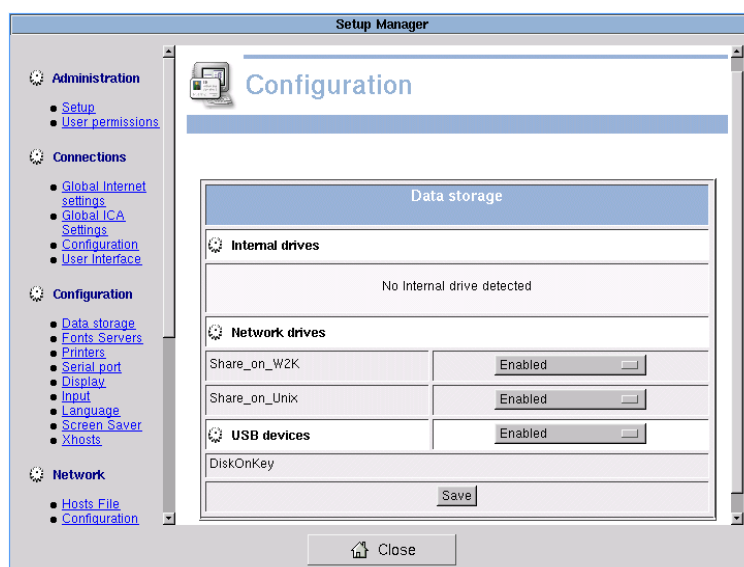 Setup Manager
Administration
Setup
User permissions
Connections
Global Internet
settings
Global ICA
Settings
Configuration
User Interface
Configuration
Data storage
Fonts Servers
Printers
Serial port
Display
Input
Language
Screen Saver
Xhosts
Network
Hosts File
Configuration
Configuration
Data storage
Internal drives
No Internal drive detected
Network drives
Share_on_W2K Enabled
Share_on_Unix Enabled
USB devices Enabled
DiskOnKey
Save
Close